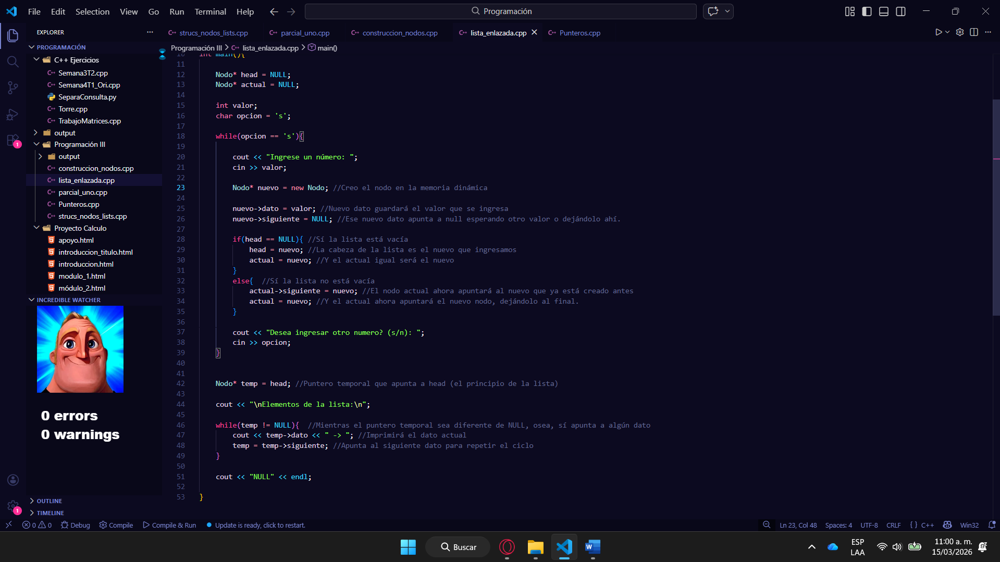 File Edit Selection View Go Run Terminal Help
Programación
EXPLORER
PROGRAMACIÓN
C++ Ejercicios
Semana3T2.cpp
Semana4T1_Ori.cpp
SeparaConsulta.py
Torre.cpp
TrabajoMatrices.cpp
output
Programación III
output
construccion_nodos.cpp
lista_enlazada.cpp
parcial_uno.cpp
Punteros.cpp
strucs_nodos_lists.cpp
Proyecto Calculo
apoyo.html
introduccion_titulo.html
introduccion.html
modulo_1.html
módulo_2.html
INCREDIBLE WATCHER
0 errors
0 warnings
OUTLINE
TIMELINE
strucs_nodos_lists.cpp parcial_uno.cpp construccion_nodos.cpp lista_enlazada.cpp Punteros.cpp
Programación III > lista_enlazada.cpp > main()
10 int main(){
11
12 Nodo* head = NULL;
13 Nodo* actual = NULL;
14
15 int valor;
16 char opcion = 's';
17
18 while(opcion == 's'){
19
20 cout << "Ingrese un número: ";
21 cin >> valor;
22
23 Nodo* nuevo = new Nodo; //Creo el nodo en la memoria dinámica
24
25 nuevo->dato = valor; //Nuevo dato guardará el valor que se ingresa
26 nuevo->siguiente = NULL; //Ese nuevo dato apunta a null esperando otro valor o dejándolo ahí.
27
28 if(head == NULL){ //Sí la lista está vacía
29 head = nuevo; //La cabeza de la lista es el nuevo que ingresamos
30 actual = nuevo; //Y el actual igual será el nuevo
31 }
32 else{ //Sí la lista no está vacía
33 actual->siguiente = nuevo; //El nodo actual ahora apuntará al nuevo que ya está creado antes
34 actual = nuevo; //Y el actual ahora apuntará el nuevo nodo, dejándolo al final.
35 }
36
37 cout << "Desea ingresar otro numero? (s/n): ";
38 cin >> opcion;
39 }
40
41
42 Nodo* temp = head; //Puntero temporal que apunta a head (el principio de la lista)
43
44 cout << "\nElementos de la lista:\n";
45
46 while(temp != NULL){ //Mientras el puntero temporal sea diferente de NULL, osea, sí apunta a algún dato
47 cout << temp->dato << " -> "; //Imprimirá el dato actual
48 temp = temp->siguiente; //Apunta al siguiente dato para repetir el ciclo
49 }
50
51 cout << "NULL" << endl;
52
53 }
1
1
0 0 Debug Compile Compile & Run Update is ready, click to restart.
Ln 23, Col 48 Spaces: 4 UTF-8 CRLF { } C++ Win32
Buscar
ESP
LAA
11:00 a. m.
15/03/2026